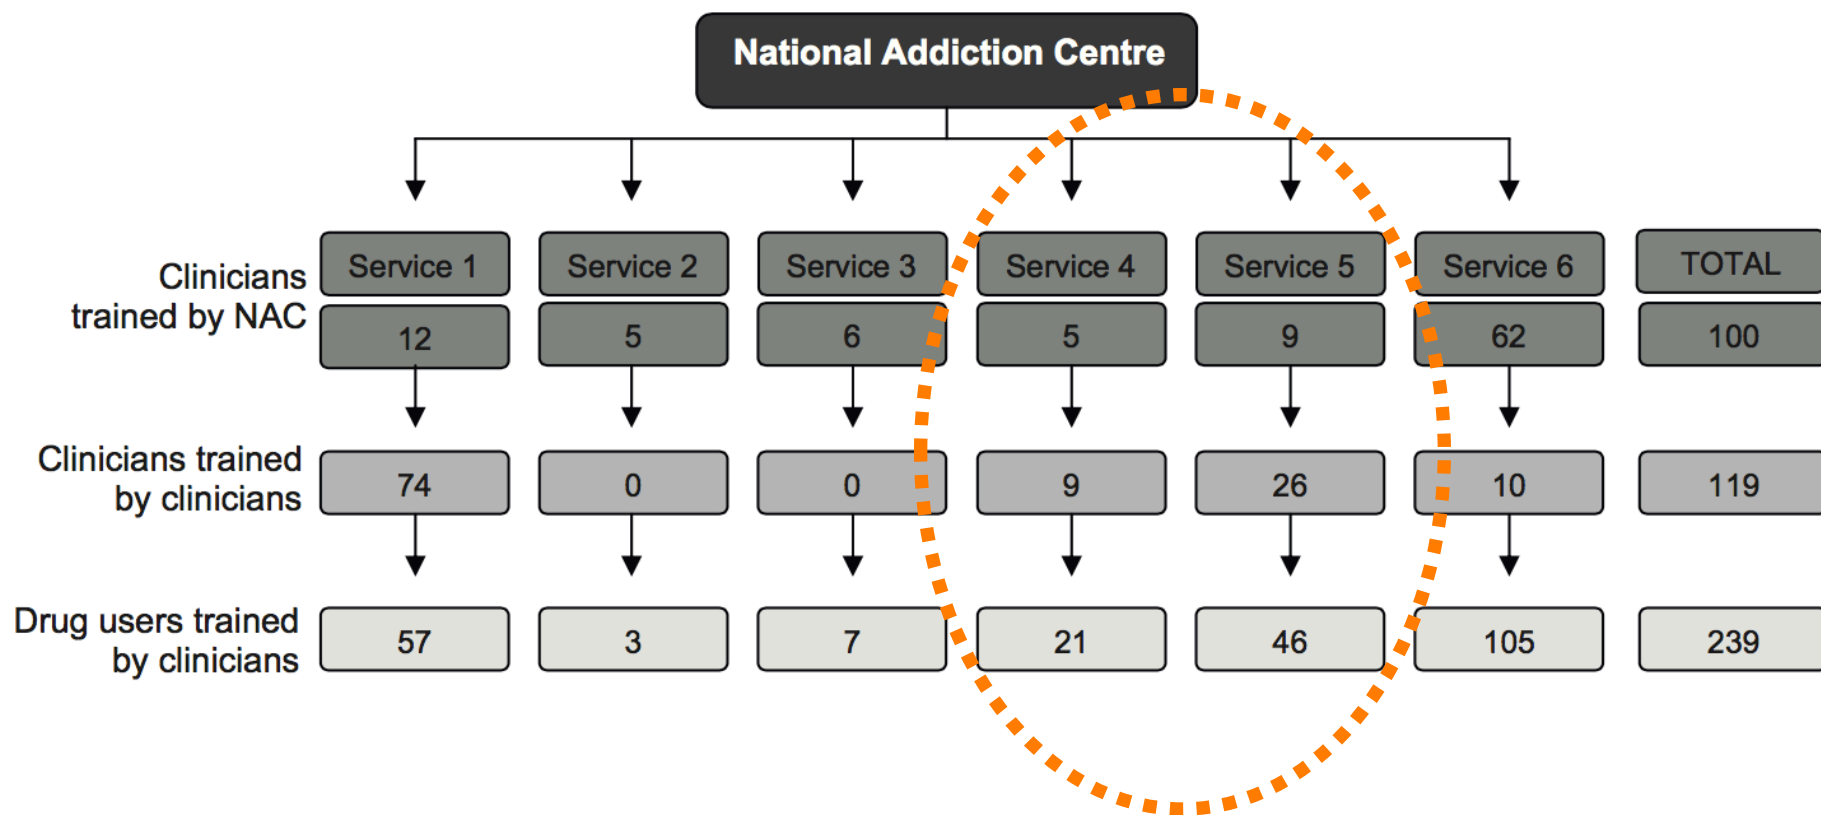 National Addiction Centre
Clinicians
trained by NAC
Service 1 Service 2 Service 3 Service 4 Service 5 Service 6 TOTAL
12 5 6 5 9 62 100
Clinicians trained
by clinicians
74 0 0 9 26 10 119
Drug users trained
by clinicians
57 3 7 21 46 105 239